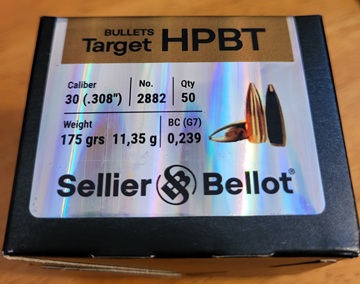 BULLETS
Target HPBT
Caliber No. Qty
30 (.308") 2882 50
Weight BC (G7)
175 grs 11,35 g 0,239
Sellier SB Bellot®